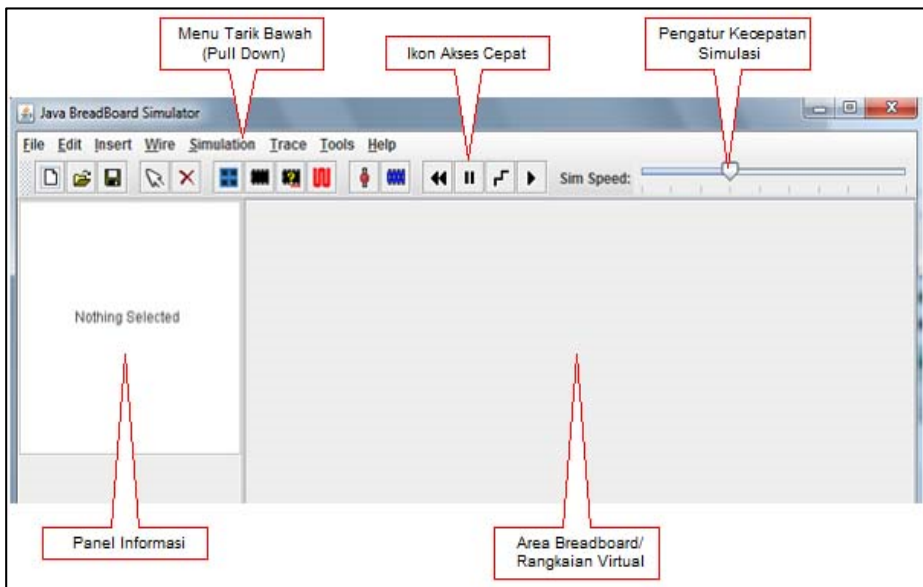 Menu Tarik Bawah
(Pull Down)
Ikon Akses Cepat
Pengatur Kecepatan
Simulasi
Java BreadBoard Simulator
File Edit Insert Wire Simulation Trace Tools Help
Sim Speed:
Nothing Selected
Panel Informasi
Area Breadboard/
Rangkaian Virtual